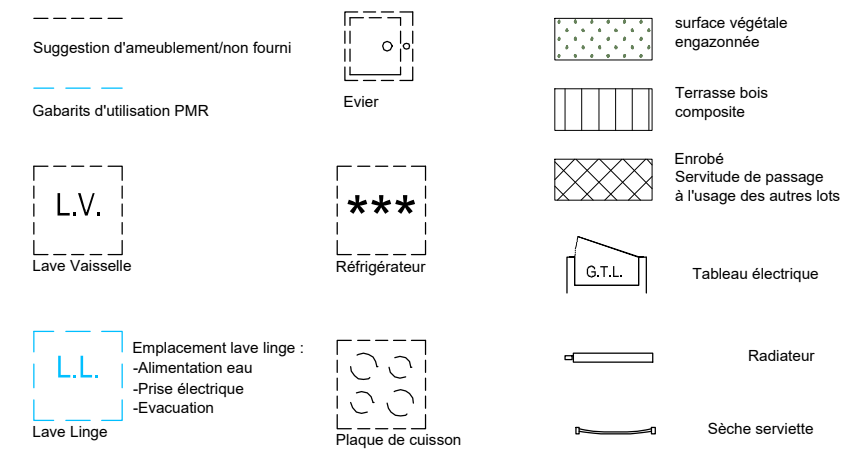 Suggestion d'ameublement/non fourni
Gabarits d'utilisation PMR
L.V.
Lave Vaisselle
L.L.
Lave Linge
Emplacement lave linge :
-Alimentation eau
-Prise électrique
-Evacuation
Evier
***
Réfrigérateur
Plaque de cuisson
surface végétale
engazonnée
Terrasse bois
composite
Enrobé
Servitude de passage
à l'usage des autres lots
G.T.L.
Tableau électrique
Radiateur
Sèche serviette